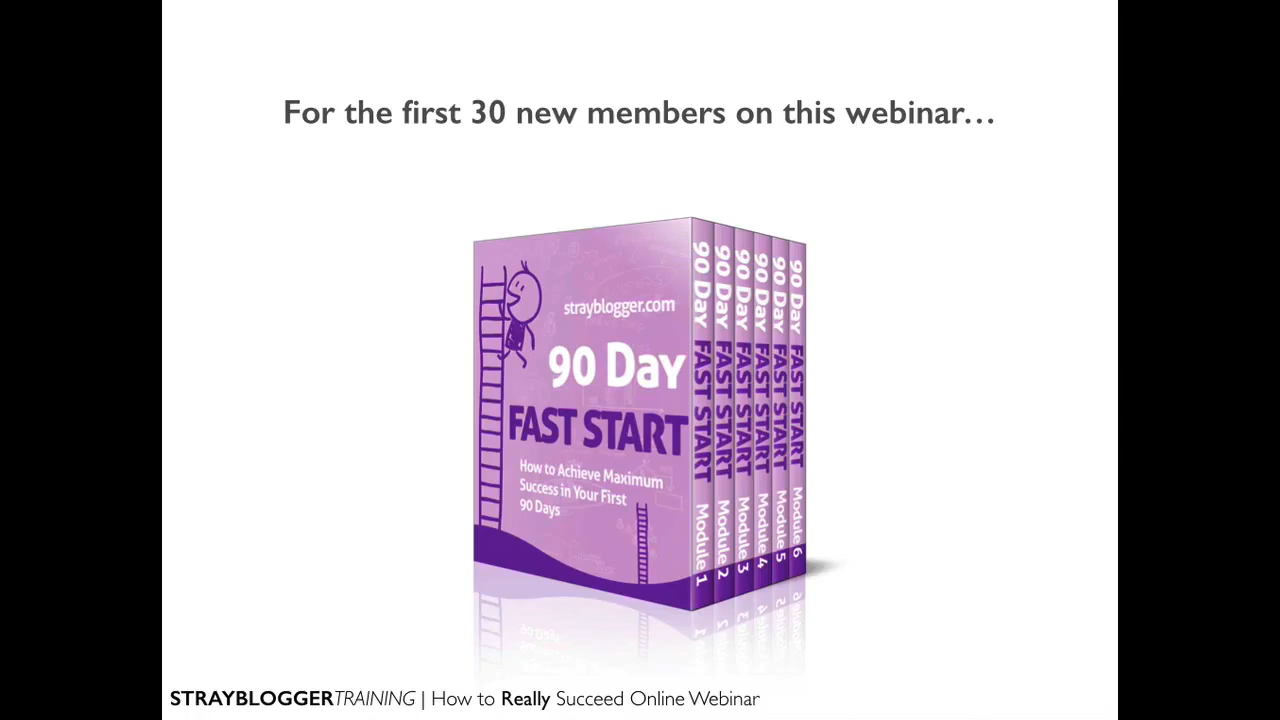 For the first 30 new members on this webinar…
strayblogger.com
90 Day
FAST START
How to Achieve Maximum
Success in Your First
90 Days
90 Day FAST START Module 1
90 Day FAST START Module 2
90 Day FAST START Module 3
90 Day FAST START Module 4
90 Day FAST START Module 5
90 Day FAST START Module 6
STRAYBLOGGERTRAINING | How to Really Succeed Online Webinar